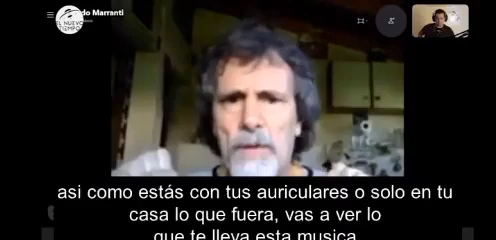 do Marranti
EL NUEVO
TIEMPO
asi como estás con tus auriculares o solo en tu
casa lo que fuera, vas a ver lo
que te lleva esta musica